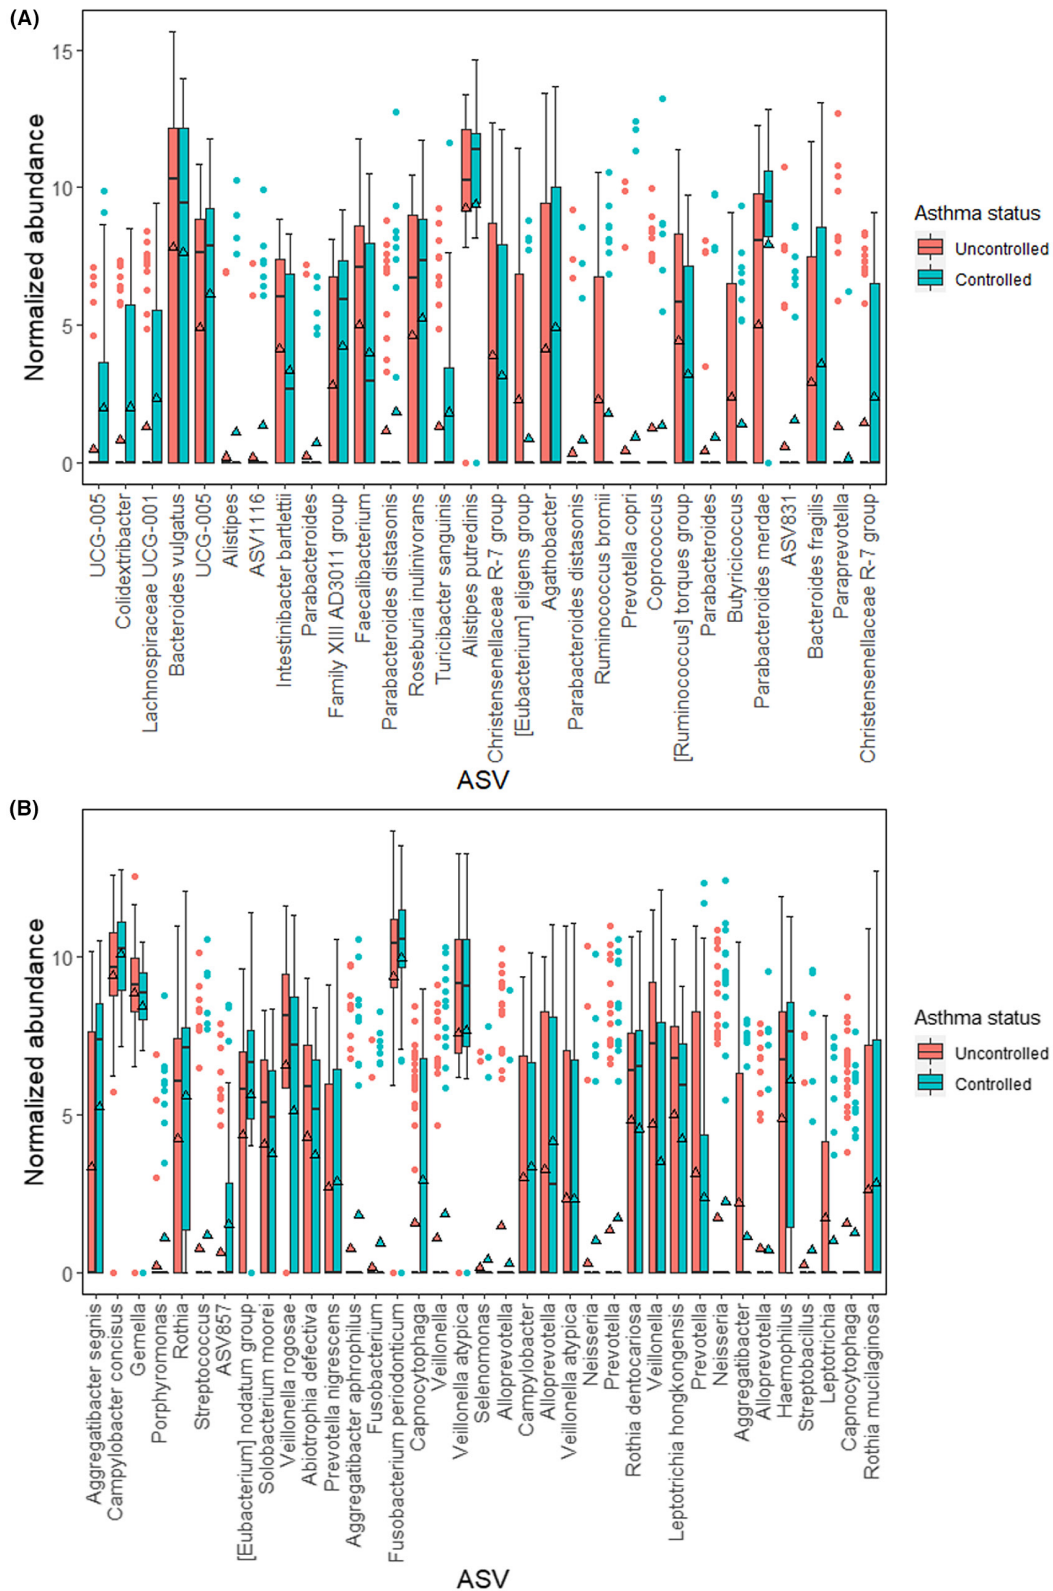 (A)
Normalized abundance
15
10
5
0
UCG-005
Colidextribacter
Lachnospiraceae UCG-001
Bacteroides vulgatus
UCG-005
Alistipes
ASV1116
Intestinibacter bartlettii
Parabacteroides
Family XIII AD3011 group
Faecalibacterium
Parabacteroides distasonis
Roseburia inulinivorans
Turicibacter sanguinis
Alistipes putredinis
Christensenellaceae R-7 group
[Eubacterium] eligens group
Agathobacter
Parabacteroides distasonis
Ruminococcus bromii
Prevotella copri
Coprococcus
[Ruminococcus] torques group
Parabacteroides
Butyricicoccus
Parabacteroides merdae
ASV831
Bacteroides fragilis
Paraprevotella
Christensenellaceae R-7 group
ASV
Asthma status
Uncontrolled
Controlled
(B)
Normalized abundance
10
5
0
Aggregatibacter segnis
Campylobacter concisus
Gemella
Porphyromonas
Rothia
Streptococcus
ASV857
[Eubacterium] nodatum group
Solobacterium moorei
Veillonella rogosae
Abiotrophia defectiva
Prevotella nigrescens
Aggregatibacter aphrophilus
Fusobacterium
Fusobacterium periodonticum
Capnocytophaga
Veillonella
Veillonella atypica
Selenomonas
Alloprevotella
Campylobacter
Alloprevotella
Veillonella atypica
Neisseria
Prevotella
Rothia dentocariosa
Veillonella
Leptotrichia hongkongensis
Prevotella
Neisseria
Aggregatibacter
Alloprevotella
Haemophilus
Streptobacillus
Leptotrichia
Capnocytophaga
Rothia mucilaginosa
ASV
Asthma status
Uncontrolled
Controlled